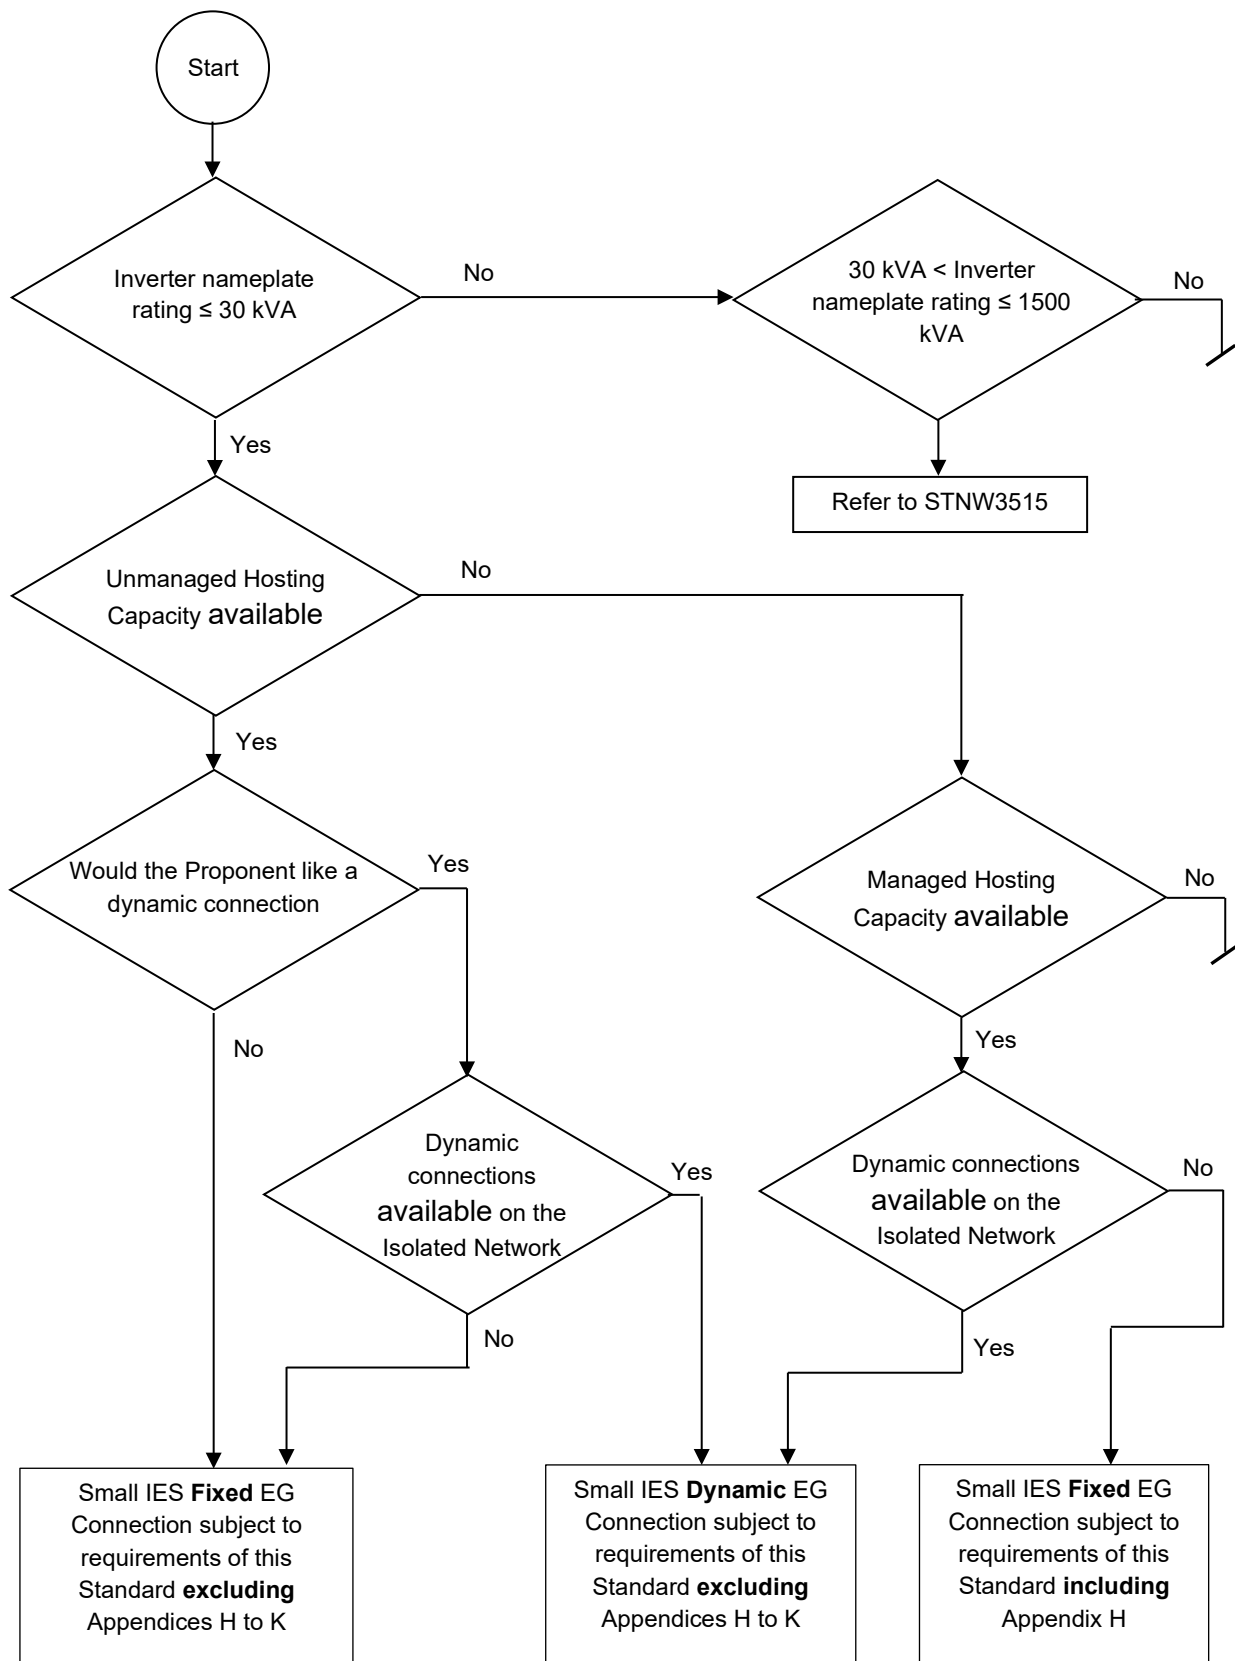 Start
Inverter nameplate
rating ≤ 30 kVA
No
30 kVA < Inverter
nameplate rating ≤ 1500
kVA
No
Yes
Refer to STNW3515
Unmanaged Hosting
Capacity available
No
Yes
Would the Proponent like a
dynamic connection
Yes
Managed Hosting
Capacity available
No
No
Yes
Dynamic
connections
available on the
Isolated Network
Yes
Dynamic connections
available on the
Isolated Network
No
No
Yes
Small IES Fixed EG
Connection subject to
requirements of this
Standard excluding
Appendices H to K
Small IES Dynamic EG
Connection subject to
requirements of this
Standard excluding
Appendices H to K
Small IES Fixed EG
Connection subject to
requirements of this
Standard including
Appendix H